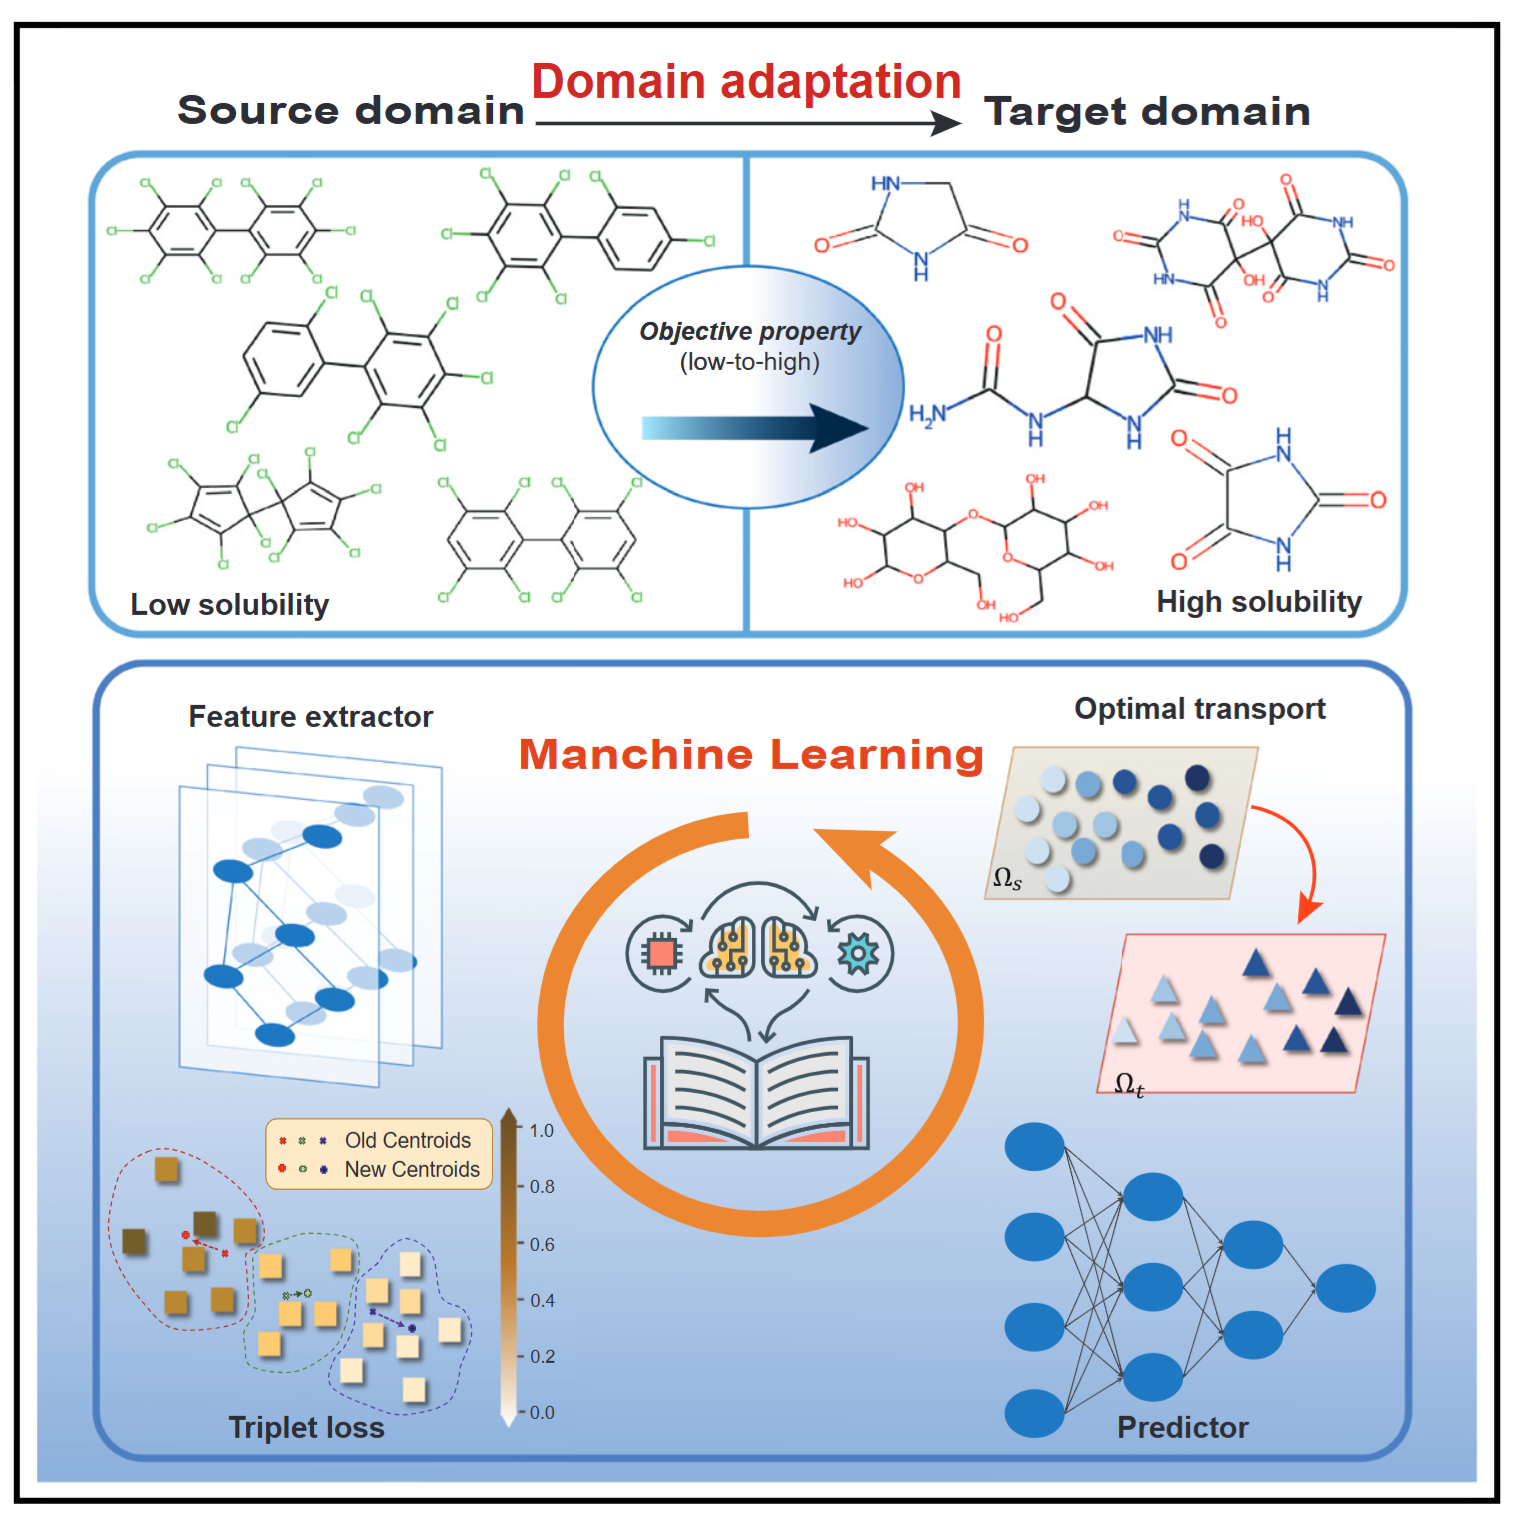 Domain adaptation
Source domain
Target domain
Cl Cl Cl Cl
Cl Cl
Cl Cl Cl Cl
Cl Cl Cl
Cl Cl
Cl Cl
Cl Cl Cl
Cl
Cl
Cl Cl
Cl Cl Cl Cl
Cl
Cl
Cl Cl
Cl Cl
Cl Cl Cl Cl
Cl Cl Cl Cl
Low solubility
Objective property
(low-to-high)
HN
O O
N
H
O
H
N O HO NH
O O
HN OH N
H
O O
O
O NH
O
H2N N N O
H H
O H
N
O
O N
H
OH OH
HO O OH
O
HO O OH
OH
HO
High solubility
Feature extractor
Manchine Learning
Optimal transport
Ωs
Ωt
Old Centroids
New Centroids
1.0
0.8
0.6
0.4
0.2
0.0
Triplet loss
Predictor